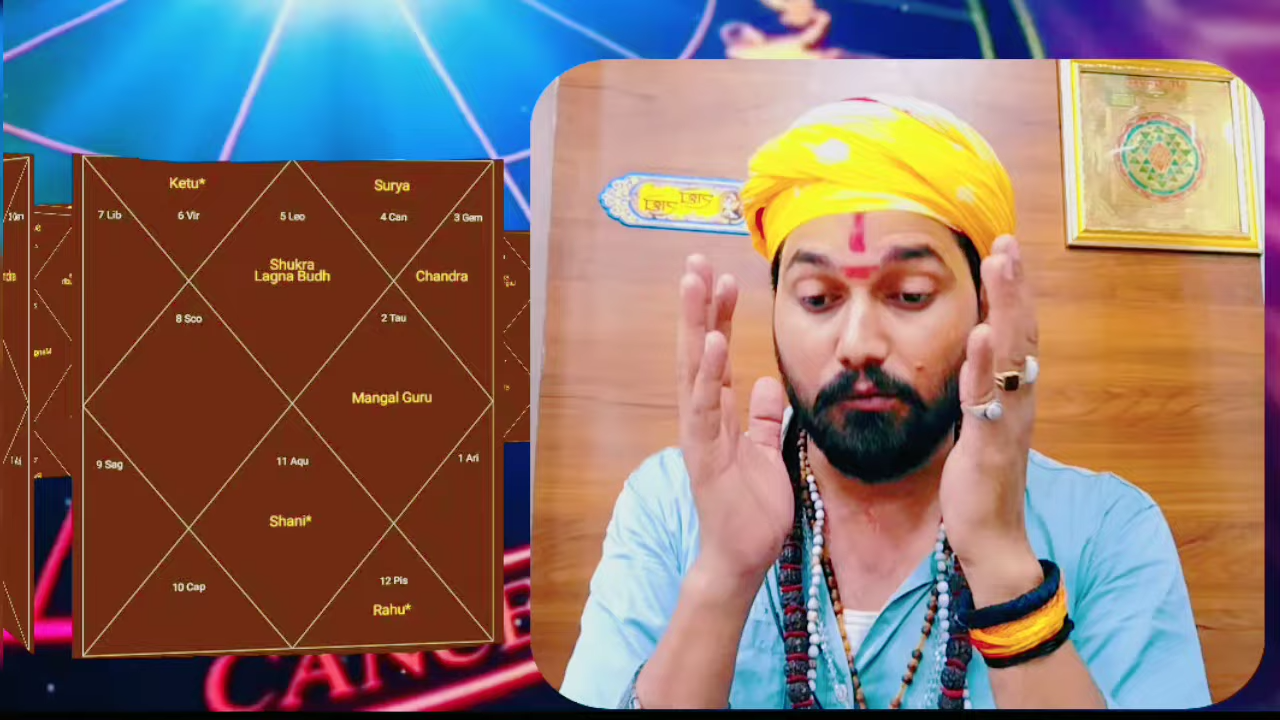 Ketu*
Surya
7 Lib
6 Vir
5 Leo
4 Can
3 Gem
Shukra
Lagna Budh
Chandra
8 Sco
2 Tau
Mangal Guru
9 Sag
11 Aqu
1 Ari
Shani*
10 Cap
12 Pis
Rahu*